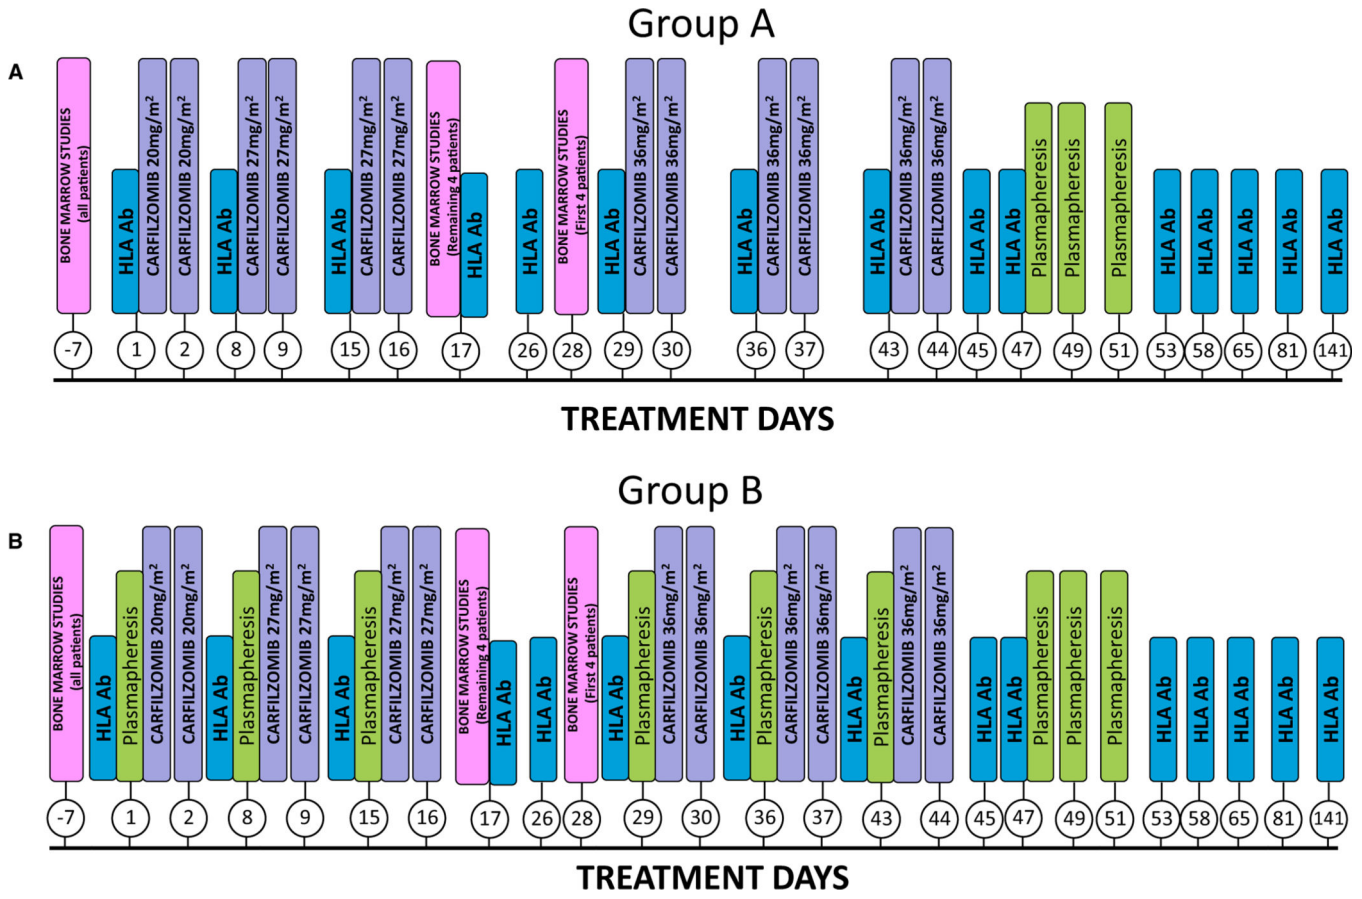 Group A
A
BONE MARROW STUDIES
(all patients)
HLA Ab
CARFILZOMIB 20mg/m²
CARFILZOMIB 20mg/m²
HLA Ab
CARFILZOMIB 27mg/m²
CARFILZOMIB 27mg/m²
HLA Ab
CARFILZOMIB 27mg/m²
CARFILZOMIB 27mg/m²
BONE MARROW STUDIES
(Remaining 4 patients)
HLA Ab
HLA Ab
BONE MARROW STUDIES
(First 4 patients)
HLA Ab
CARFILZOMIB 36mg/m²
CARFILZOMIB 36mg/m²
HLA Ab
CARFILZOMIB 36mg/m²
CARFILZOMIB 36mg/m²
HLA Ab
CARFILZOMIB 36mg/m²
CARFILZOMIB 36mg/m²
HLA Ab
HLA Ab
Plasmapheresis
Plasmapheresis
Plasmapheresis
HLA Ab
HLA Ab
HLA Ab
HLA Ab
HLA Ab
-7 1 2 8 9 15 16 17 26 28 29 30 36 37 43 44 45 47 49 51 53 58 65 81 141
TREATMENT DAYS
Group B
B
BONE MARROW STUDIES
(all patients)
HLA Ab
Plasmapheresis
CARFILZOMIB 20mg/m²
CARFILZOMIB 20mg/m²
HLA Ab
Plasmapheresis
CARFILZOMIB 27mg/m²
CARFILZOMIB 27mg/m²
HLA Ab
Plasmapheresis
CARFILZOMIB 27mg/m²
CARFILZOMIB 27mg/m²
BONE MARROW STUDIES
(Remaining 4 patients)
HLA Ab
HLA Ab
BONE MARROW STUDIES
(First 4 patients)
HLA Ab
Plasmapheresis
CARFILZOMIB 36mg/m²
CARFILZOMIB 36mg/m²
HLA Ab
Plasmapheresis
CARFILZOMIB 36mg/m²
CARFILZOMIB 36mg/m²
HLA Ab
Plasmapheresis
CARFILZOMIB 36mg/m²
CARFILZOMIB 36mg/m²
HLA Ab
HLA Ab
Plasmapheresis
Plasmapheresis
Plasmapheresis
HLA Ab
HLA Ab
HLA Ab
HLA Ab
HLA Ab
-7 1 2 8 9 15 16 17 26 28 29 30 36 37 43 44 45 47 49 51 53 58 65 81 141
TREATMENT DAYS